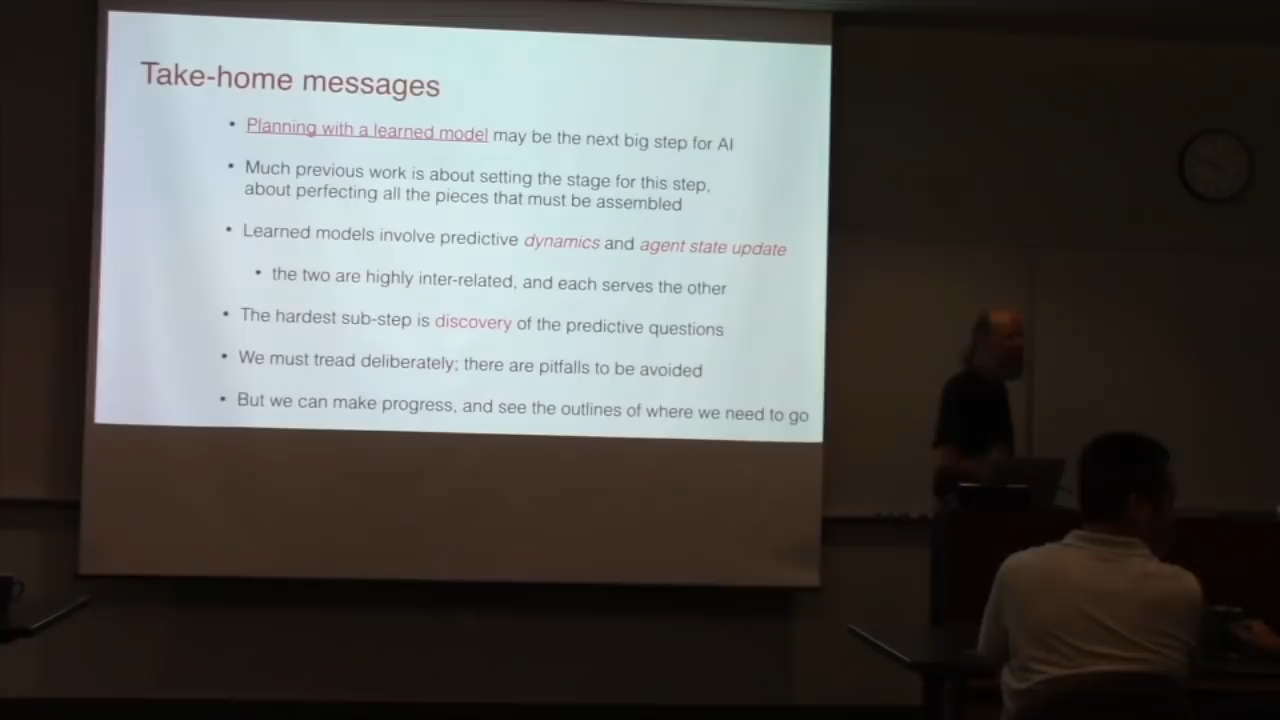 Take-home messages
• Planning with a learned model may be the next big step for AI
• Much previous work is about setting the stage for this step,
about perfecting all the pieces that must be assembled
• Learned models involve predictive dynamics and agent state update
• the two are highly inter-related, and each serves the other
• The hardest sub-step is discovery of the predictive questions
• We must tread deliberately; there are pitfalls to be avoided
• But we can make progress, and see the outlines of where we need to go